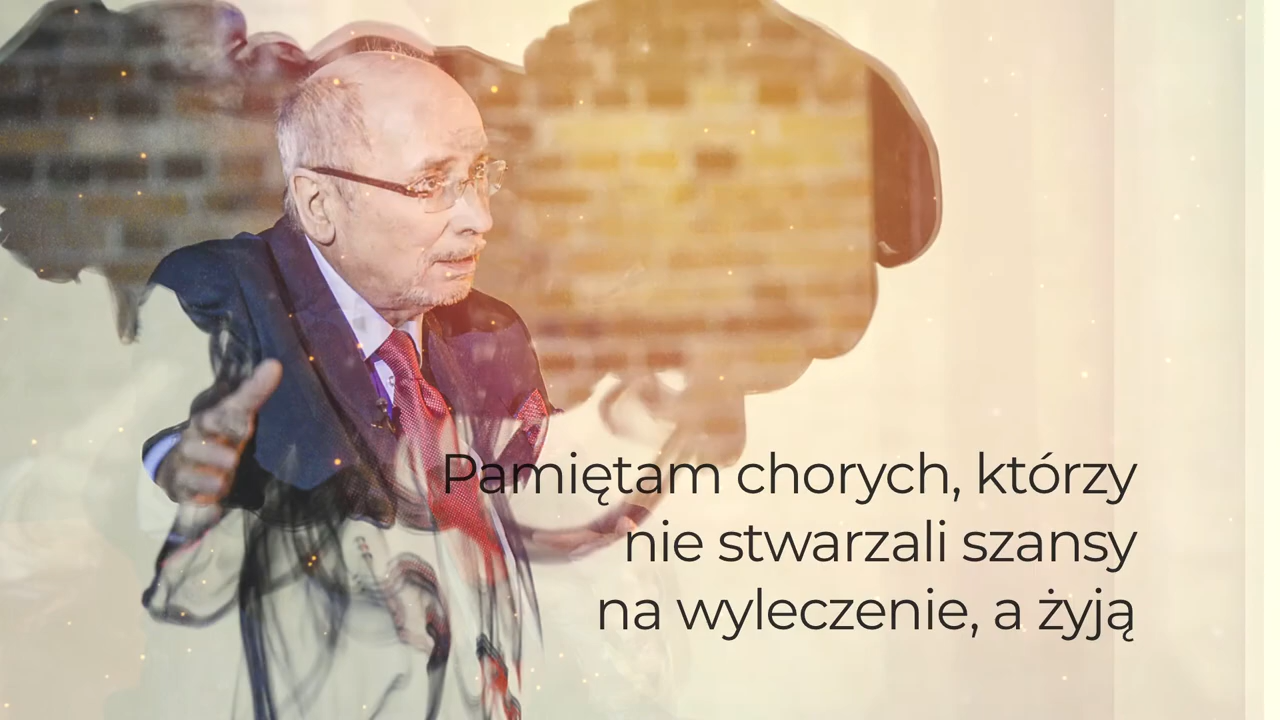 Pamiętam chorych, którzy
nie stwarzali szansy
na wyleczenie, a żyją